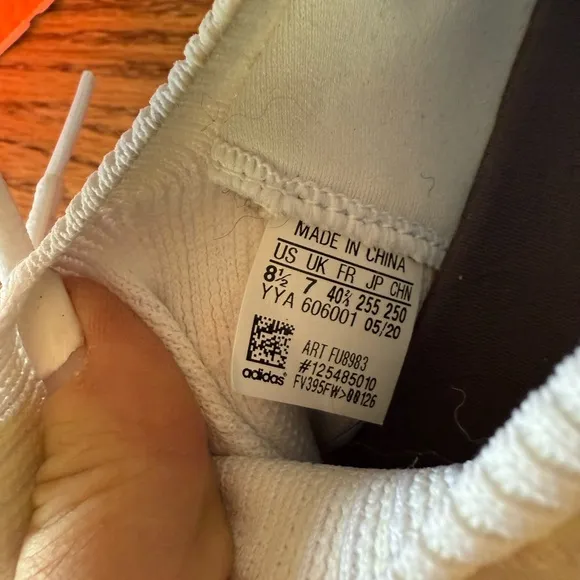 MADE IN CHINA
US UK FR JP CHN
8½ 7 40⅔ 255 250
YYA 606001 05/20
ART FU8983
#125485010
FV395FW>00126
adidas